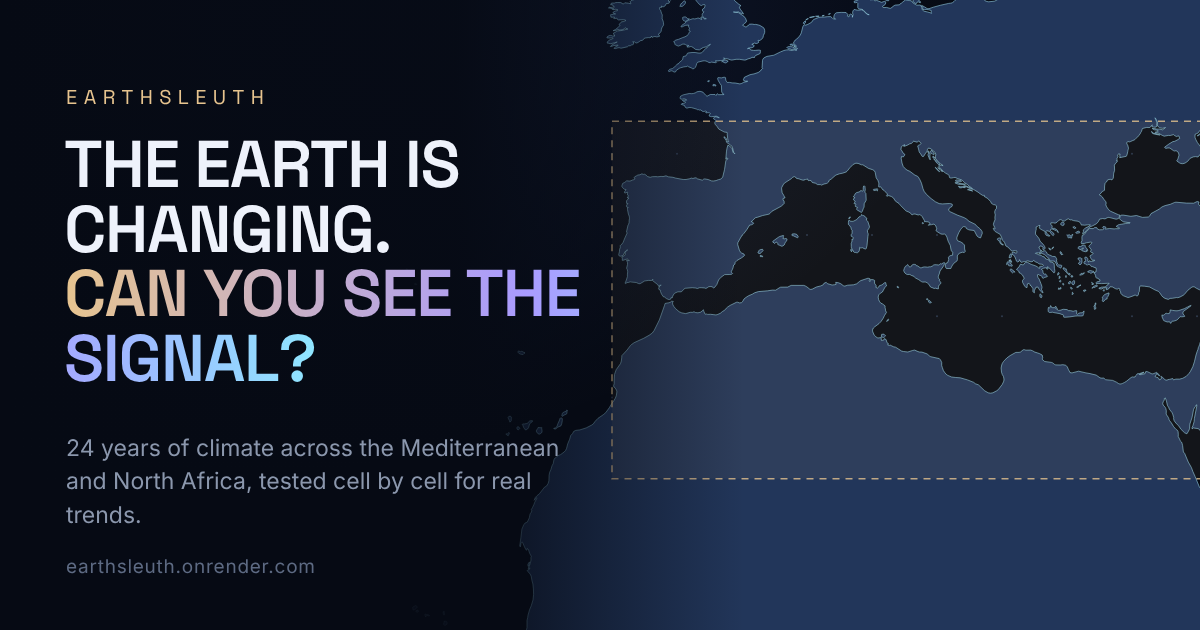 EARTHSLEUTH
THE EARTH IS
CHANGING.
CAN YOU SEE THE
SIGNAL?
24 years of climate across the Mediterranean
and North Africa, tested cell by cell for real
trends.
earthsleuth.onrender.com